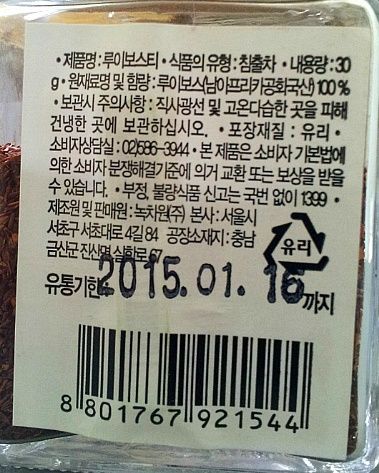 • 제품명 : 루이보스티 • 식품의 유형 : 침출차 • 내용량 : 30
g • 원재료명 및 함량 : 루이보스(남아프리카공화국산) 100 %
• 보관시 주의사항 : 직사광선 및 고온다습한 곳을 피해
건냉한 곳에 보관하십시오. • 포장재질 : 유리 •
소비자상담실 : 02)586-3944 • 본 제품은 소비자 기본법에
의한 소비자 분쟁해결기준에 의거 교환 또는 보상을 받을
수 있습니다. • 부정, 불량식품 신고는 국번 없이 1399 •
제조원 및 판매원 : 녹차원(주) 본사 : 서울시
서초구 서초대로 4길 84 공장소재지 : 충남
금산군 진산면 실학로 67
유리
유통기한 2015.01.16 까지
8 801767 921544